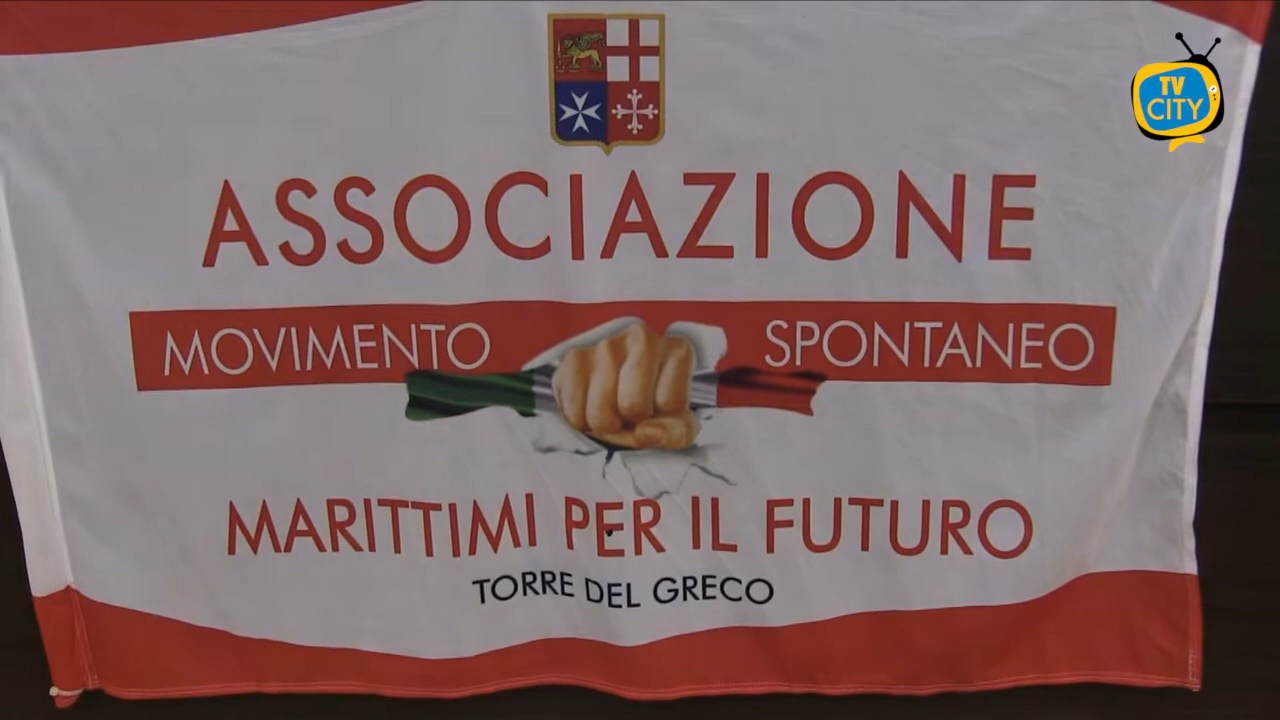 TV
CITY
ASSOCIAZIONE
MOVIMENTO SPONTANEO
MARITTIMI PER IL FUTURO
TORRE DEL GRECO